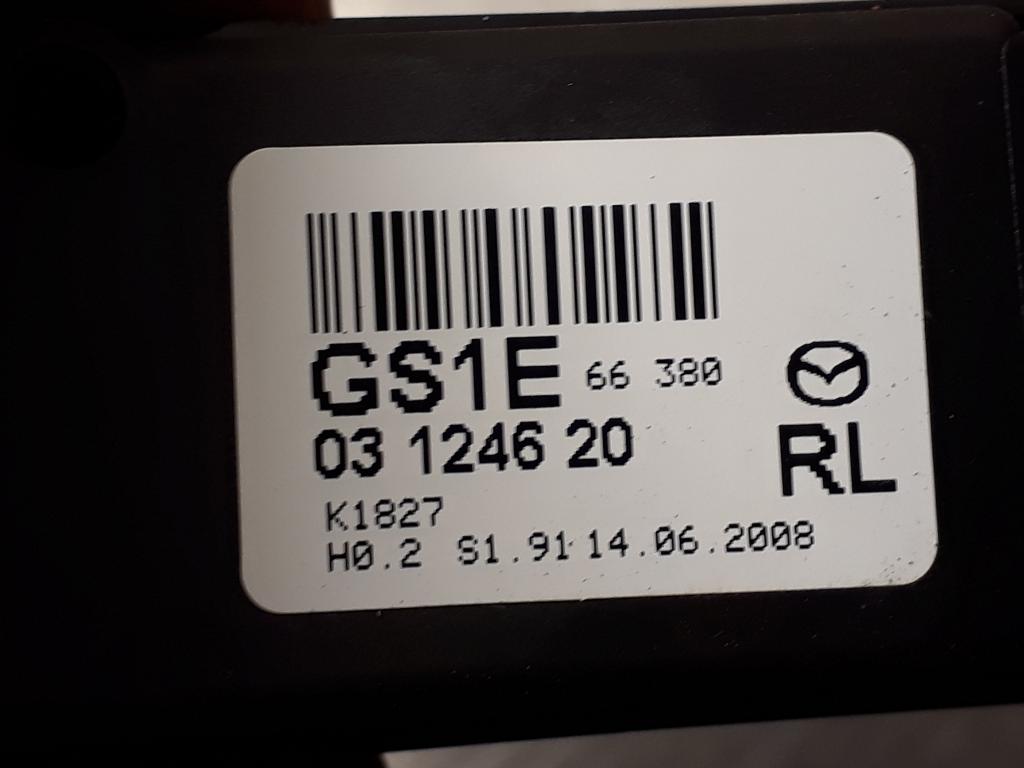 GS1E 66 380
03 1246 20
RL
K1827
H0.2 S1.91 14.06.2008